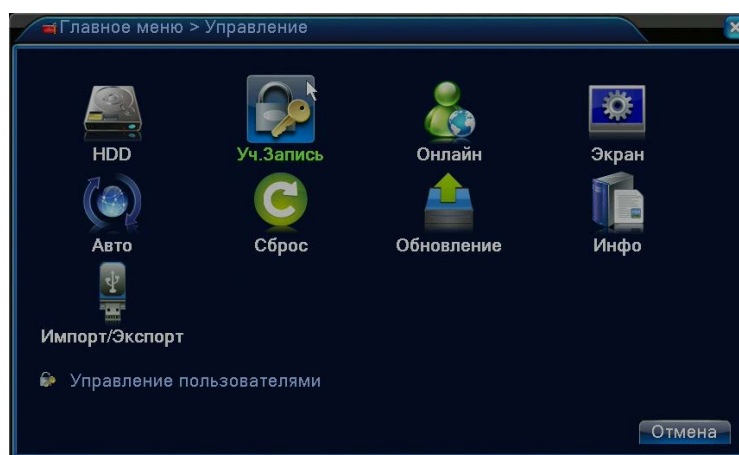 Главное меню > Управление
HDD
Уч.Запись
Онлайн
Экран
Авто
Сброс
Обновление
Инфо
Импорт/Экспорт
Управление пользователями
Отмена